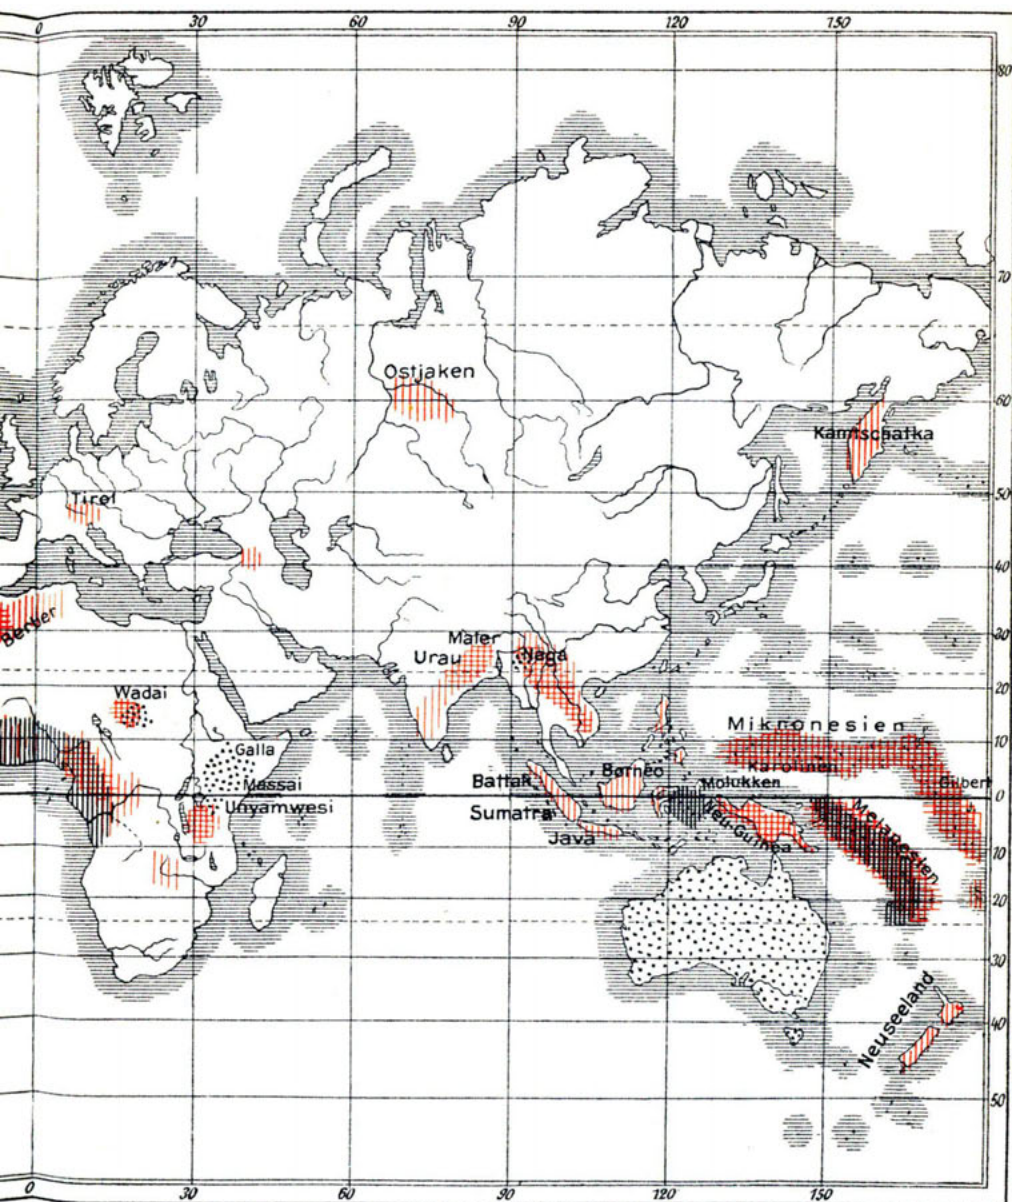 0 30 60 90 120 150
80
70
Ostjaken
60
Kamtschatka
Tirol
50
40
Berber
30
Maler
Urau
Naga
20
Wadai
Mikronesien
10
Galla
Karolinen
Borneo
Battak
Molukken
Gilbert
Massai
0
Unyamwesi
Sumatra
Neu-Guinea
Melanesien
Java
10
20
30
Neuseeland
40
50
0 30 60 90 120 150